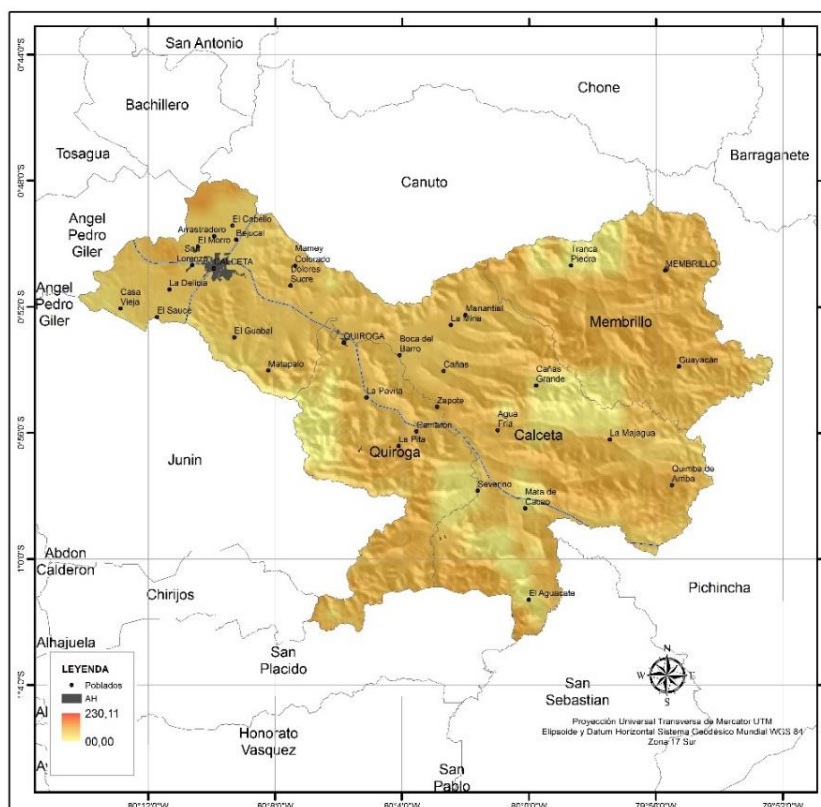 San Antonio
Bachillero
Chone
Tosagua
Barraganete
Canuto
Angel
Pedro
Giler
El Cabello
Arrastradero
Bejucal
El Morro
San
Lorenzo
CALCETA
Mamey
Colorado
Dolores
Sucre
Tranca
Piedra
MEMBRILLO
La Delicia
Casa
Vieja
Angel
Pedro
Giler
El Sauce
Manantial
La Mina
Membrillo
El Guabal
QUIROGA
Boca del
Barro
Matapalo
Cañas
Cañas
Grande
Guayacan
La Pavita
Zapote
Agua
Fria
Calceta
La Majagua
La Pita
Quiroga
Junin
Severino
Mata de
Cacao
Quimba de
Arriba
Abdon
Calderon
Chirijos
El Aguacate
Pichincha
Alhajuela
San
Placido
San
Sebastian
Honorato
Vasquez
San
Pablo
LEYENDA
Poblados
AH
230,11
00,00
N
W
E
S
Proyección Universal Transversa de Mercator UTM
Elipsoide y Datum Horizontal Sistema Geodésico Mundial WGS 84
Zona 17 Sur
0°44'0"S
0°48'0"S
0°52'0"S
0°56'0"S
1°0'0"S
80°12'0"W
80°8'0"W
80°4'0"W
80°0'0"W
79°56'0"W
79°52'0"W